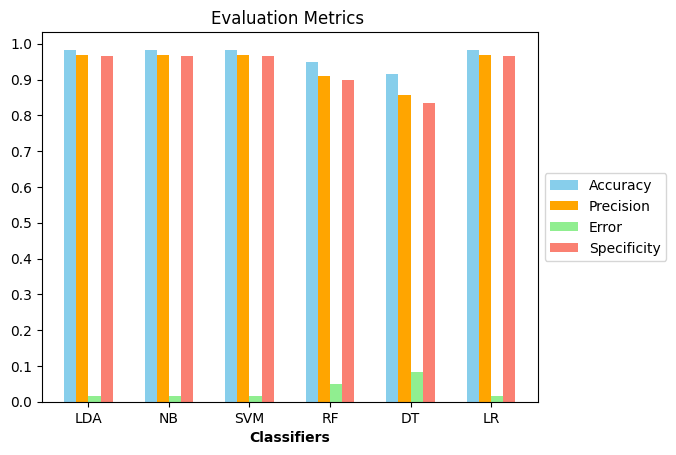 Evaluation Metrics
1.0
0.9
0.8
0.7
0.6
0.5
0.4
0.3
0.2
0.1
0.0
LDA NB SVM RF DT LR
Classifiers
Accuracy
Precision
Error
Specificity